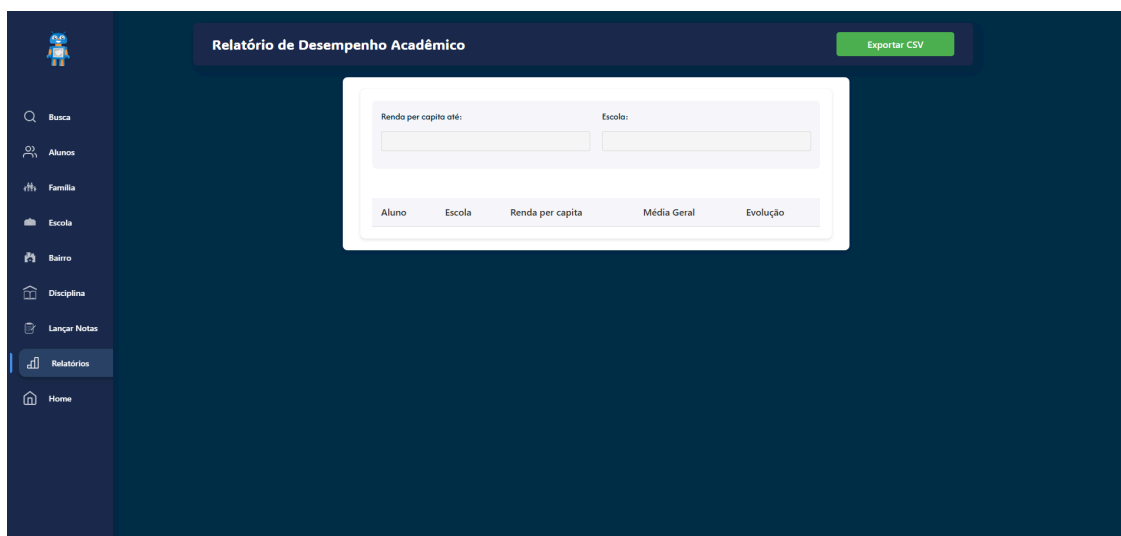 Relatório de Desempenho Acadêmico
Exportar CSV
Busca
Alunos
Família
Escola
Bairro
Disciplina
Lançar Notas
Relatórios
Home
Renda per capita até:
Escola:
Aluno Escola Renda per capita Média Geral Evolução